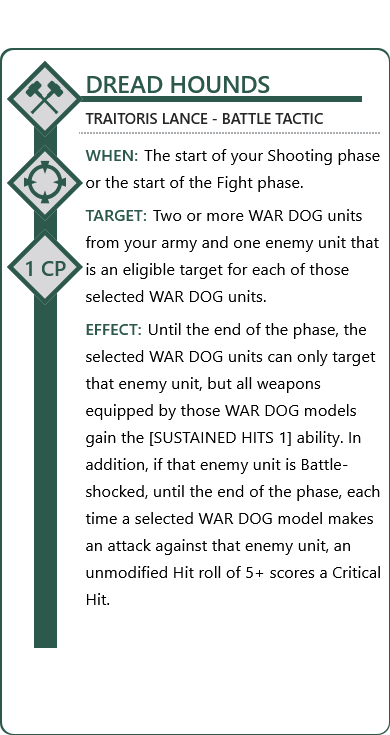 DREAD HOUNDS
TRAITORIS LANCE - BATTLE TACTIC
WHEN: The start of your Shooting phase
or the start of the Fight phase.
TARGET: Two or more WAR DOG units
from your army and one enemy unit that
is an eligible target for each of those
selected WAR DOG units.
1 CP
EFFECT: Until the end of the phase, the
selected WAR DOG units can only target
that enemy unit, but all weapons
equipped by those WAR DOG models
gain the [SUSTAINED HITS 1] ability. In
addition, if that enemy unit is Battle-
shocked, until the end of the phase, each
time a selected WAR DOG model makes
an attack against that enemy unit, an
unmodified Hit roll of 5+ scores a Critical
Hit.